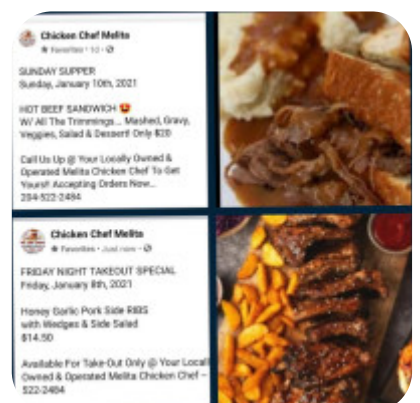 Chicken Chef Melita
Favorites · 1d ·
SUNDAY SUPPER
Sunday, January 10th, 2021
HOT BEEF SANDWICH 😍
W/ All The Trimmings... Mashed, Gravy,
Veggies, Salad & Dessert! Only $20
Call Us Up @ Your Locally Owned &
Operated Melita Chicken Chef To Get
Yours!! Accepting Orders Now...
204-522-2484
Chicken Chef Melita
Favorites · Just now ·
FRIDAY NIGHT TAKEOUT SPECIAL
Friday, January 8th, 2021
Honey Garlic Pork Side RIBS
with Wedges & Side Salad
$14.50
Available For Take-Out Only @ Your Locall
Owned & Operated Melita Chicken Chef ~
522-2484